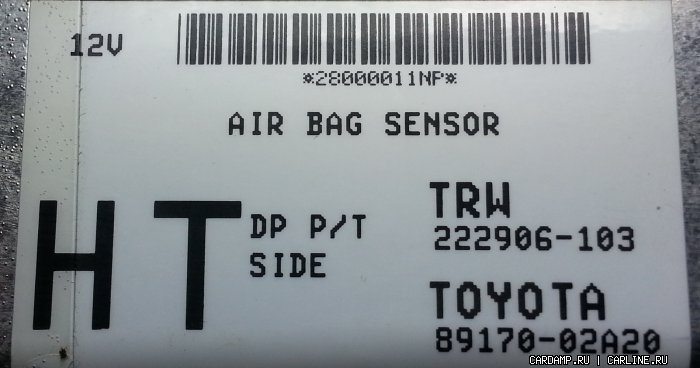 12V
*28000011NP*
AIR BAG SENSOR
HT
DP P/T
SIDE
TRW
222906-103
TOYOTA
89170-02A20
CARDAMP.RU | CARLINE.RU